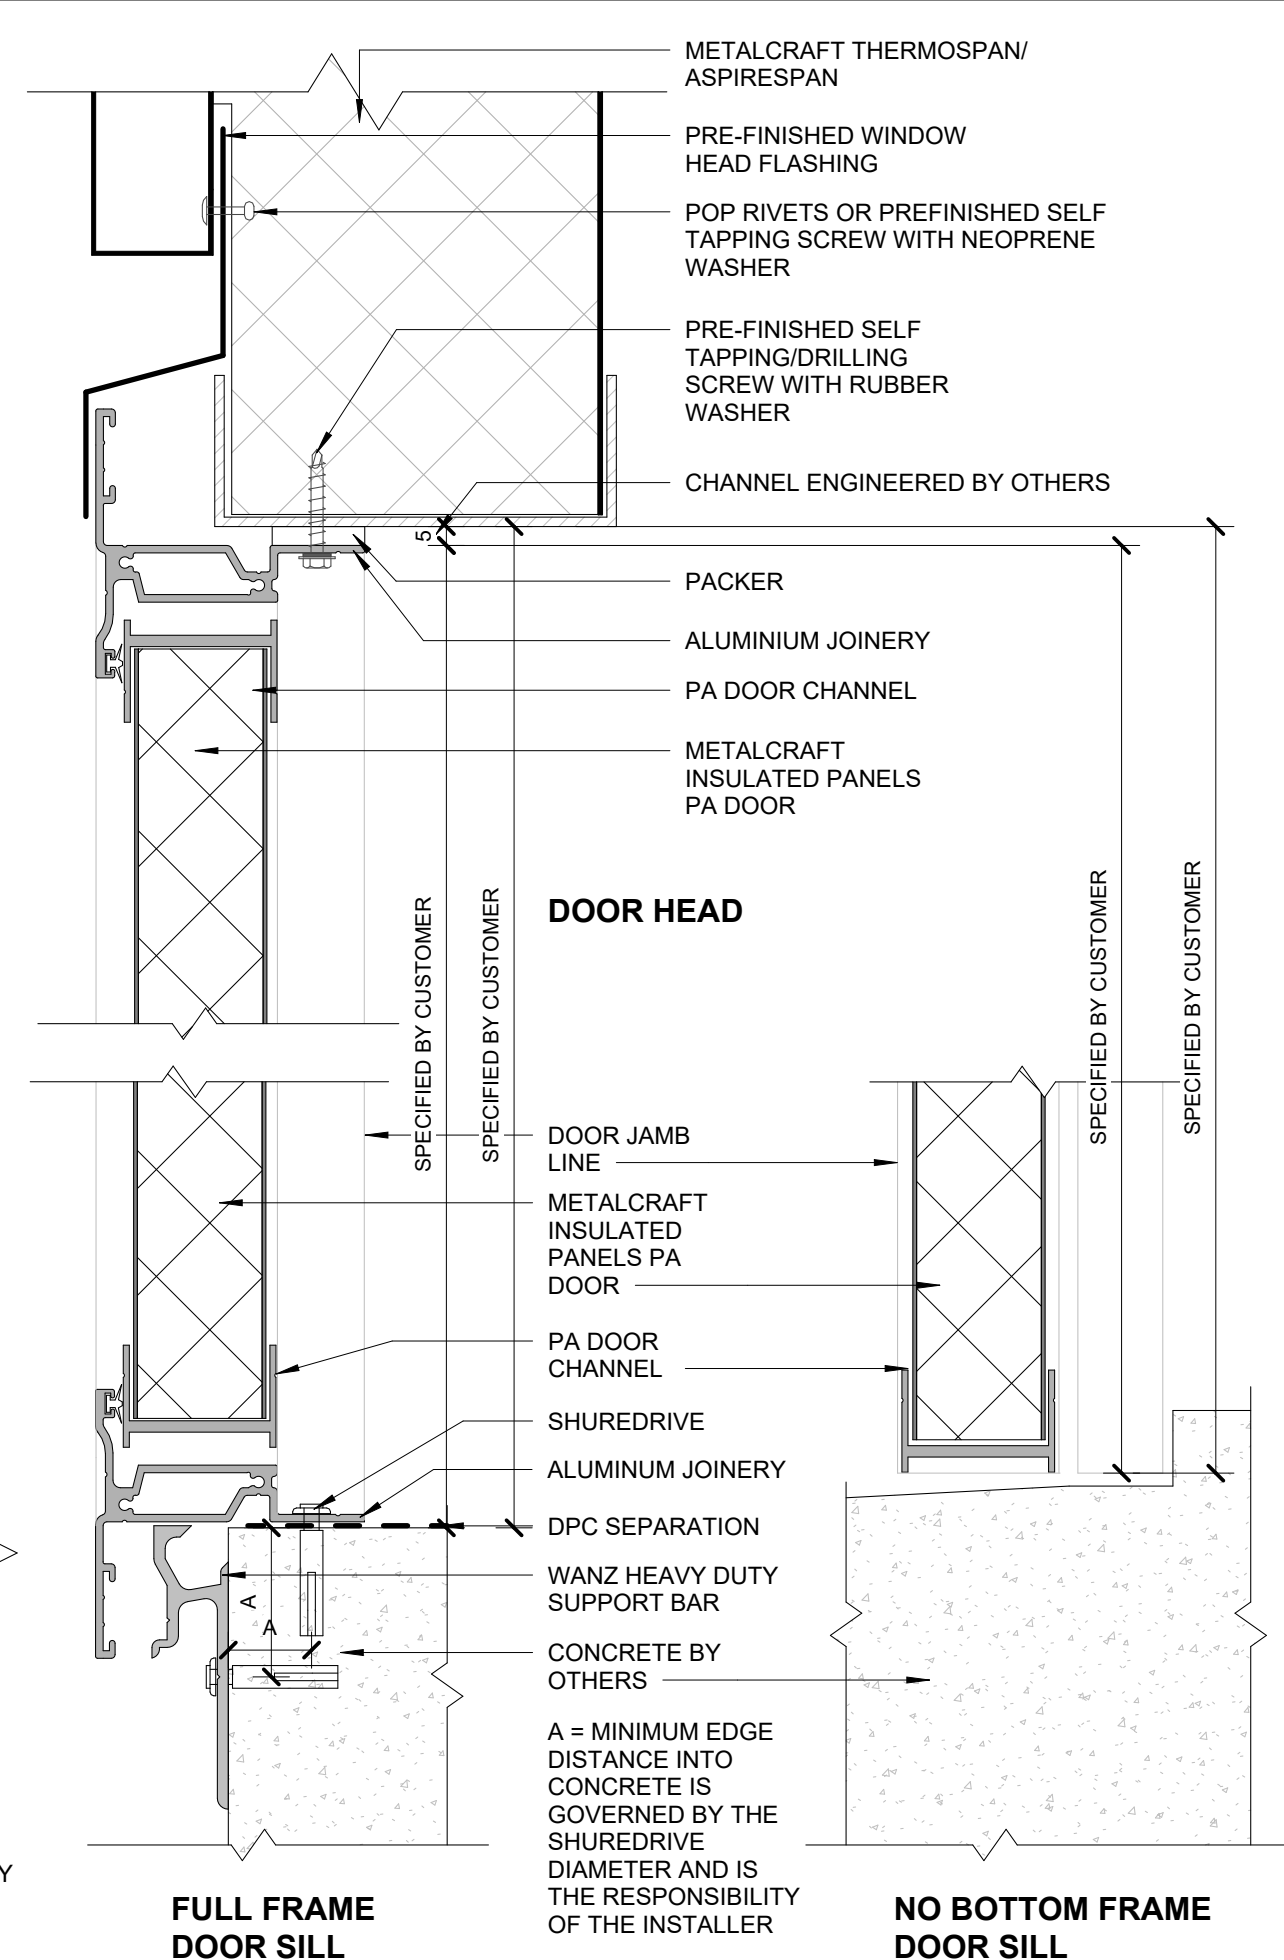 METALCRAFT THERMOSPAN/
ASPIRESPAN
PRE-FINISHED WINDOW
HEAD FLASHING
POP RIVETS OR PREFINISHED SELF
TAPPING SCREW WITH NEOPRENE
WASHER
PRE-FINISHED SELF
TAPPING/DRILLING
SCREW WITH RUBBER
WASHER
CHANNEL ENGINEERED BY OTHERS
5
PACKER
ALUMINIUM JOINERY
PA DOOR CHANNEL
METALCRAFT
INSULATED PANELS
PA DOOR
DOOR HEAD
SPECIFIED BY CUSTOMER
SPECIFIED BY CUSTOMER
SPECIFIED BY CUSTOMER
SPECIFIED BY CUSTOMER
DOOR JAMB
LINE
METALCRAFT
INSULATED
PANELS PA
DOOR
PA DOOR
CHANNEL
SHUREDRIVE
ALUMINUM JOINERY
DPC SEPARATION
WANZ HEAVY DUTY
SUPPORT BAR
A
A
CONCRETE BY
OTHERS
A = MINIMUM EDGE
DISTANCE INTO
CONCRETE IS
GOVERNED BY THE
SHUREDRIVE
DIAMETER AND IS
THE RESPONSIBILITY
OF THE INSTALLER
Y
FULL FRAME
DOOR SILL
NO BOTTOM FRAME
DOOR SILL